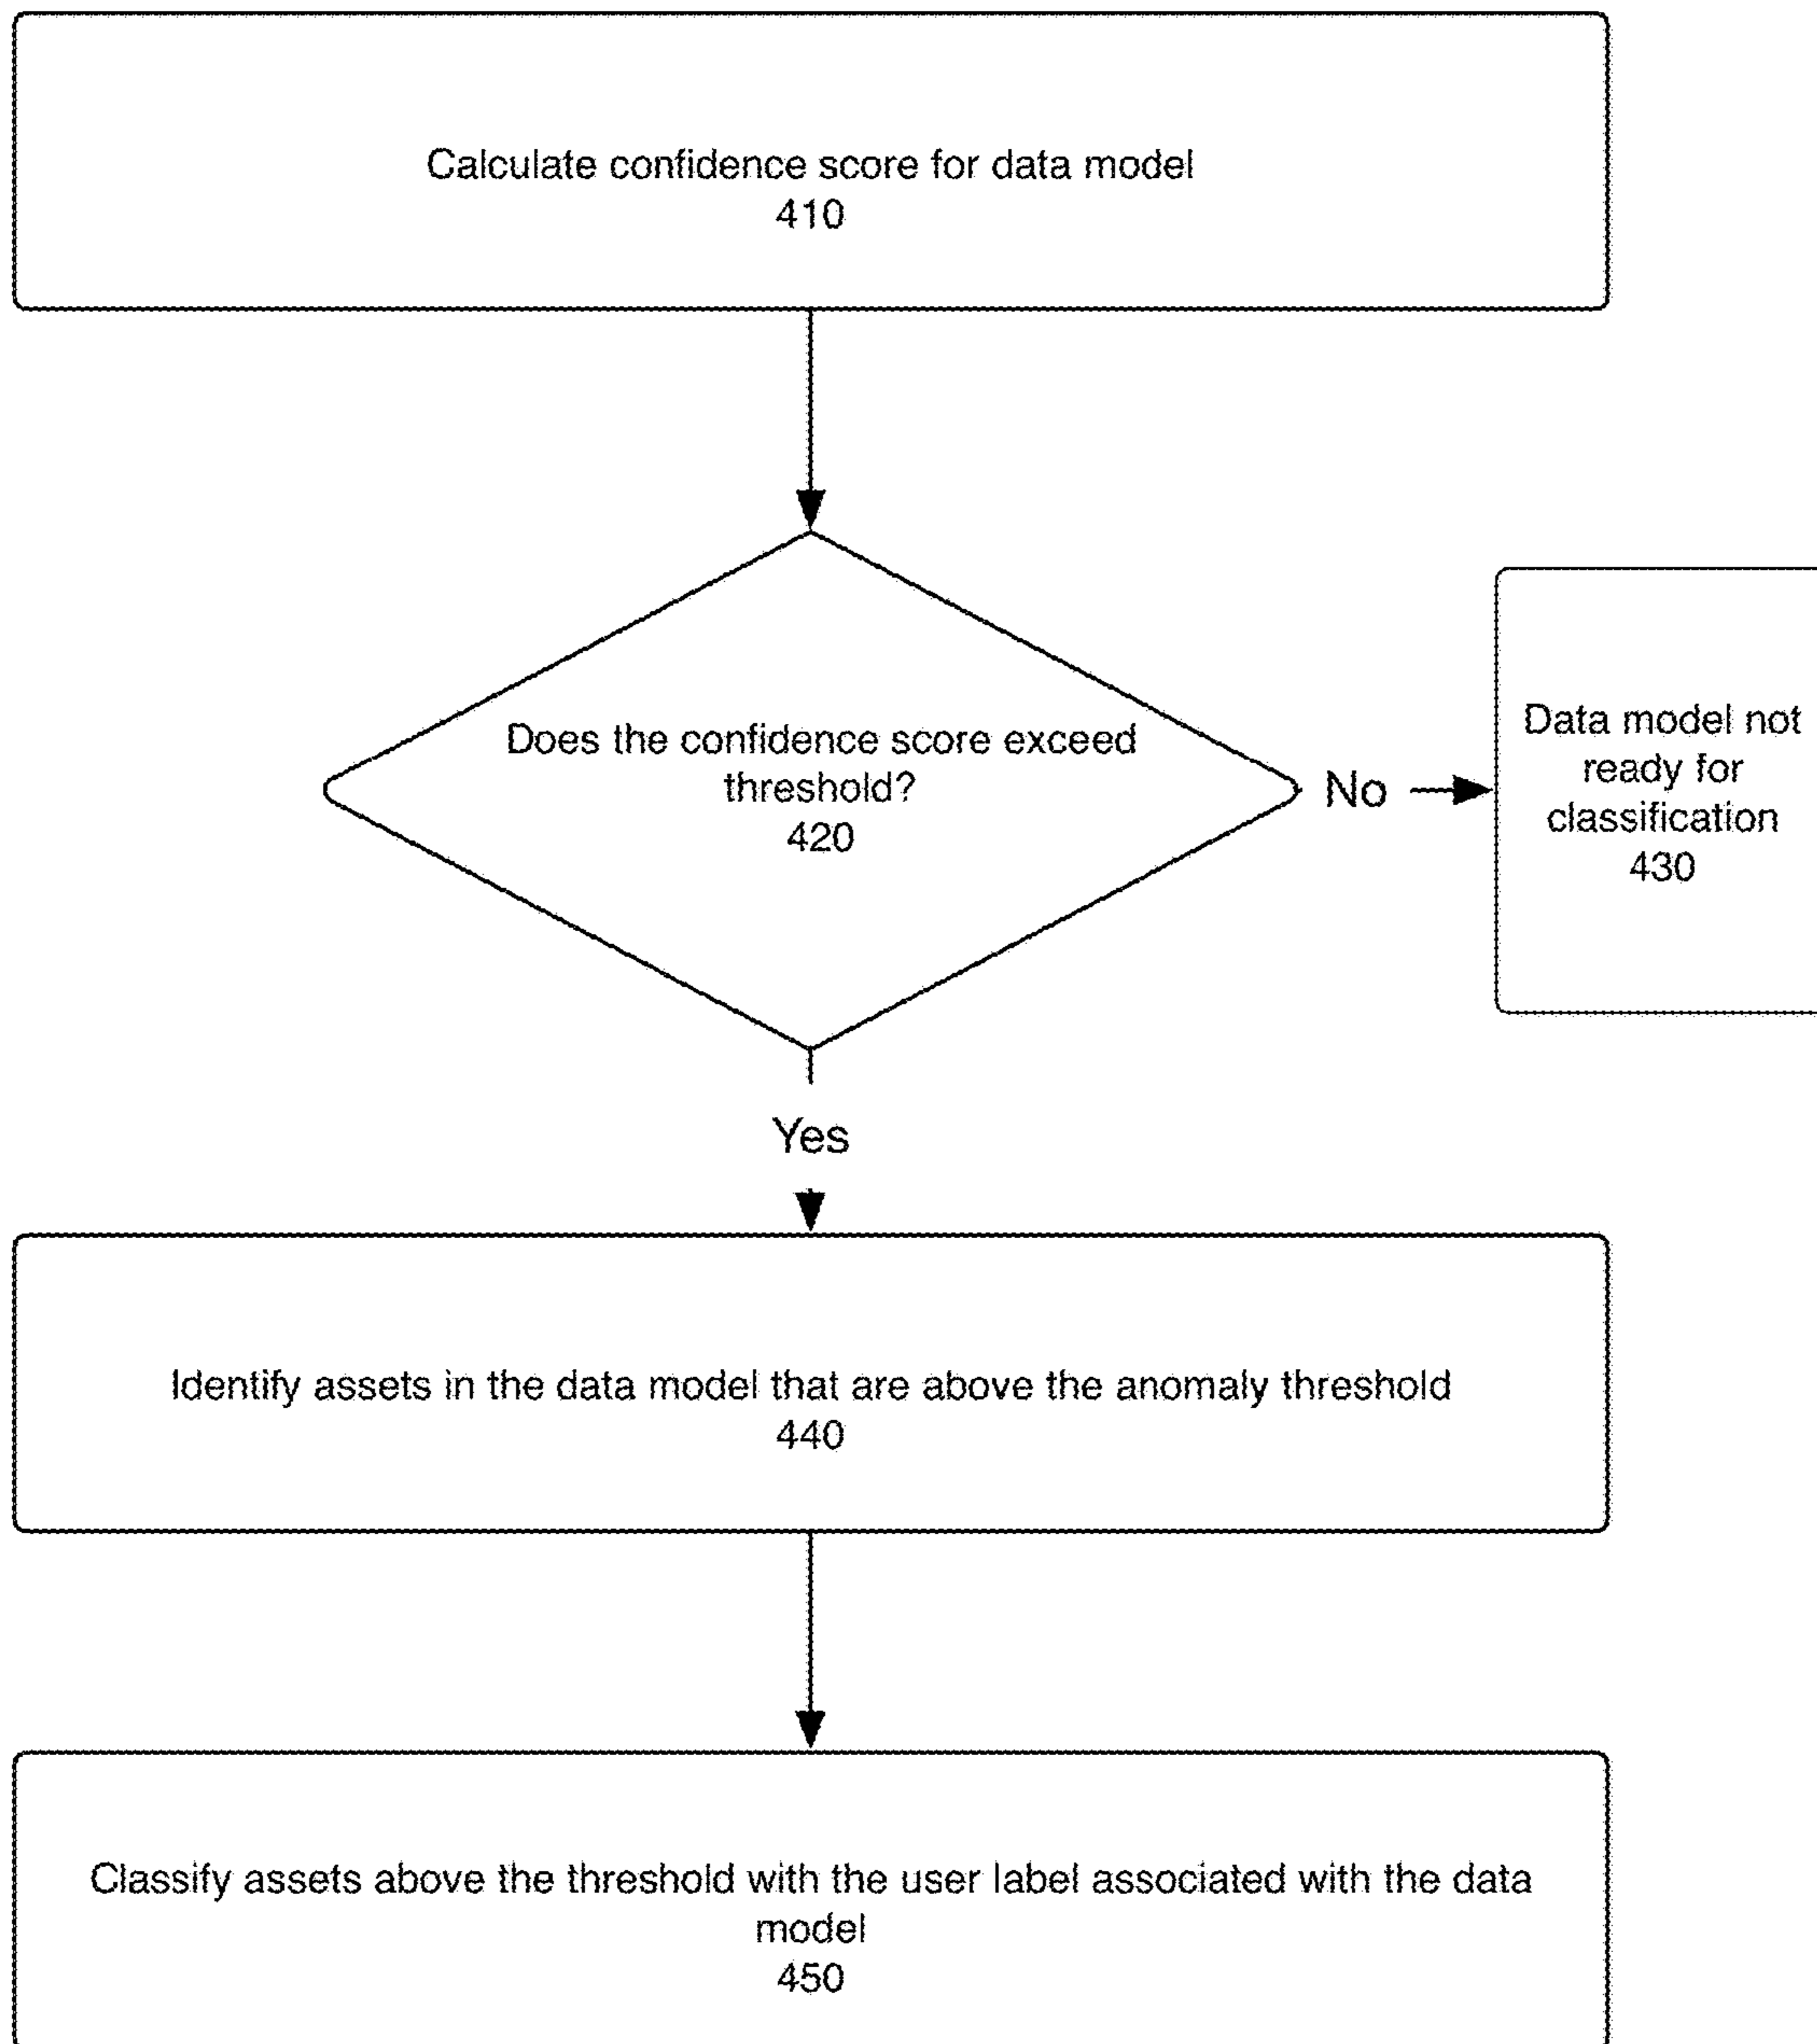 Calculate confidence score for data model
410
Does the confidence score exceed
threshold?
420
No
Data model not
ready for
classification
430
Yes
Identify assets in the data model that are above the anomaly threshold
440
Classify assets above the threshold with the user label associated with the data
model
450